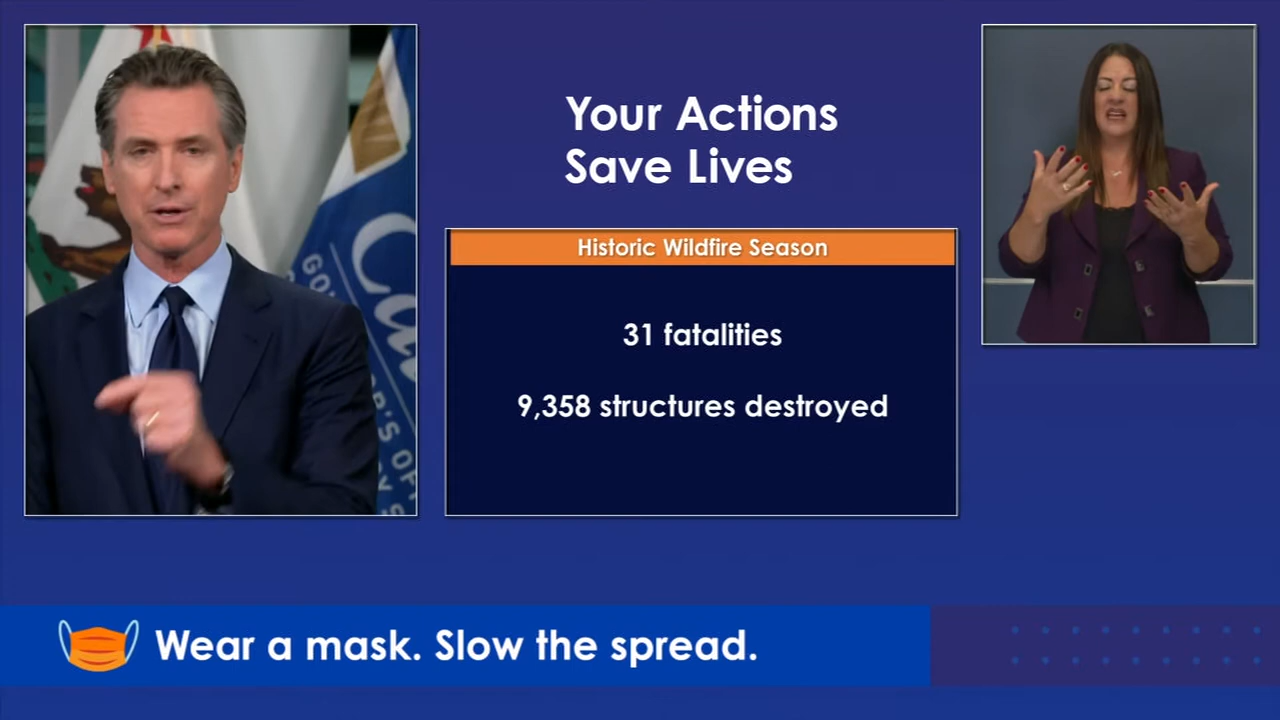 Your Actions
Save Lives
Historic Wildfire Season
31 fatalities
9,358 structures destroyed
Wear a mask. Slow the spread.